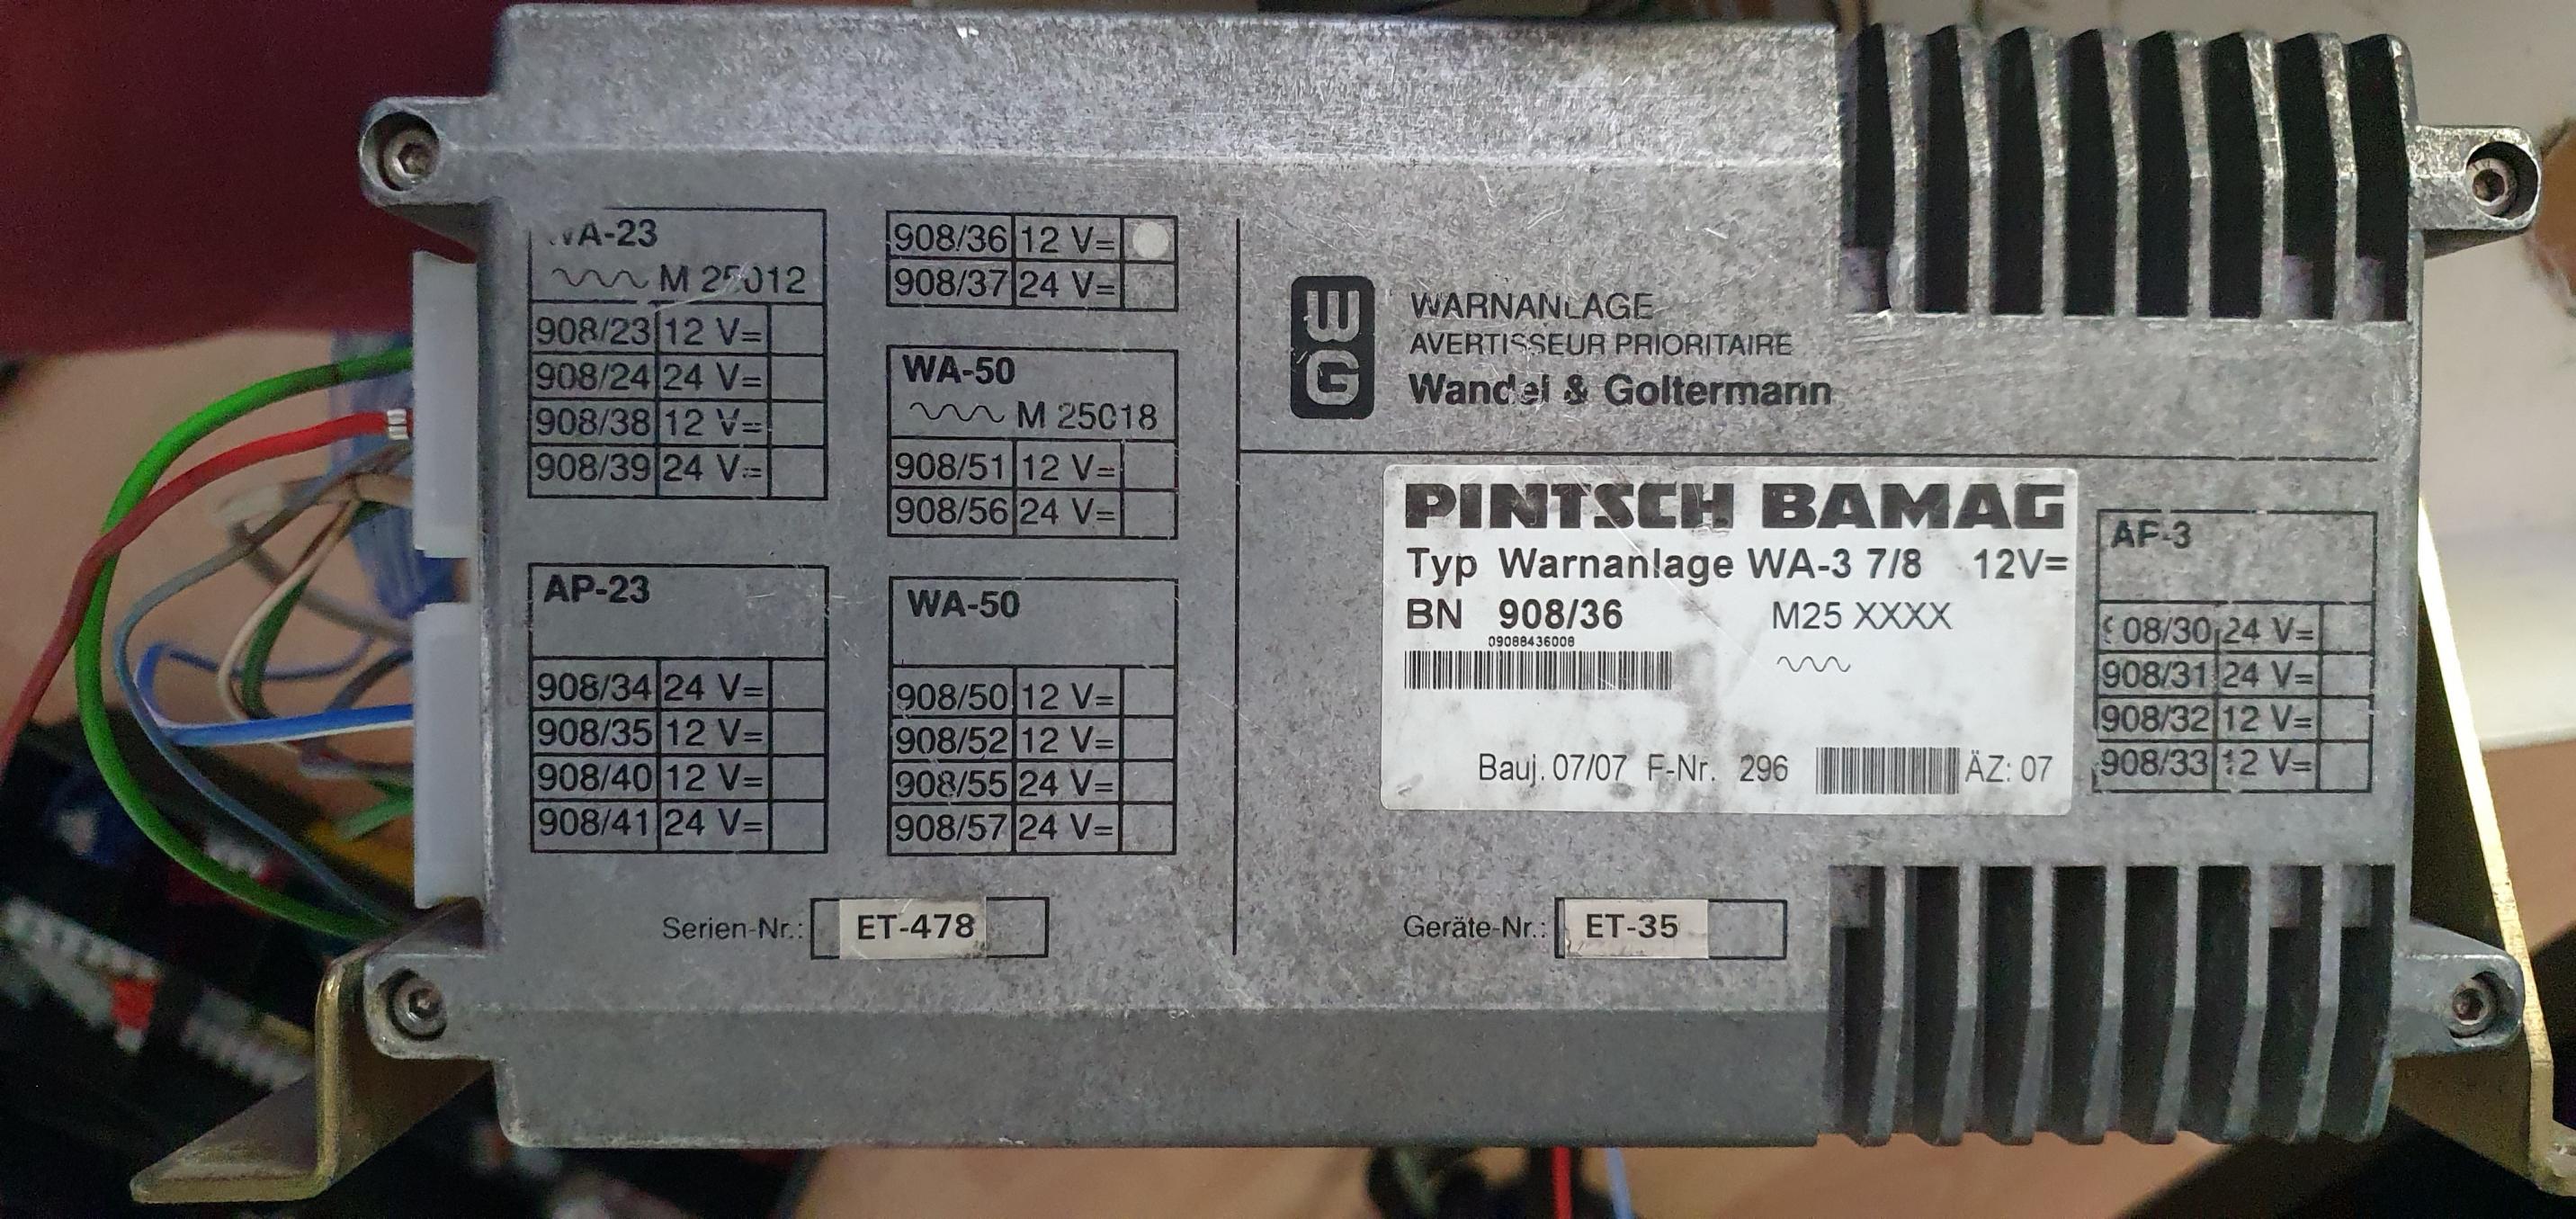 WA-23
M 25012
908/23 12 V=
908/24 24 V=
908/38 12 V=
908/39 24 V=
AP-23
908/34 24 V=
908/35 12 V=
908/40 12 V=
908/41 24 V=
908/36 12 V=
908/37 24 V=
WA-50
M 25018
908/51 12 V=
908/56 24 V=
WA-50
908/50 12 V=
908/52 12 V=
908/55 24 V=
908/57 24 V=
Serien-Nr.: ET-478
WG
WARNANLAGE
AVERTISSEUR PRIORITAIRE
Wandel & Goltermann
PINTSCH BAMAG
Typ Warnanlage WA-3 7/8 12V=
BN 908/36 M25 XXXX
09088436008
Bauj. 07/07 F-Nr. 296 ÄZ: 07
AF-3
908/30 24 V=
908/31 24 V=
908/32 12 V=
908/33 12 V=
Geräte-Nr.: ET-35